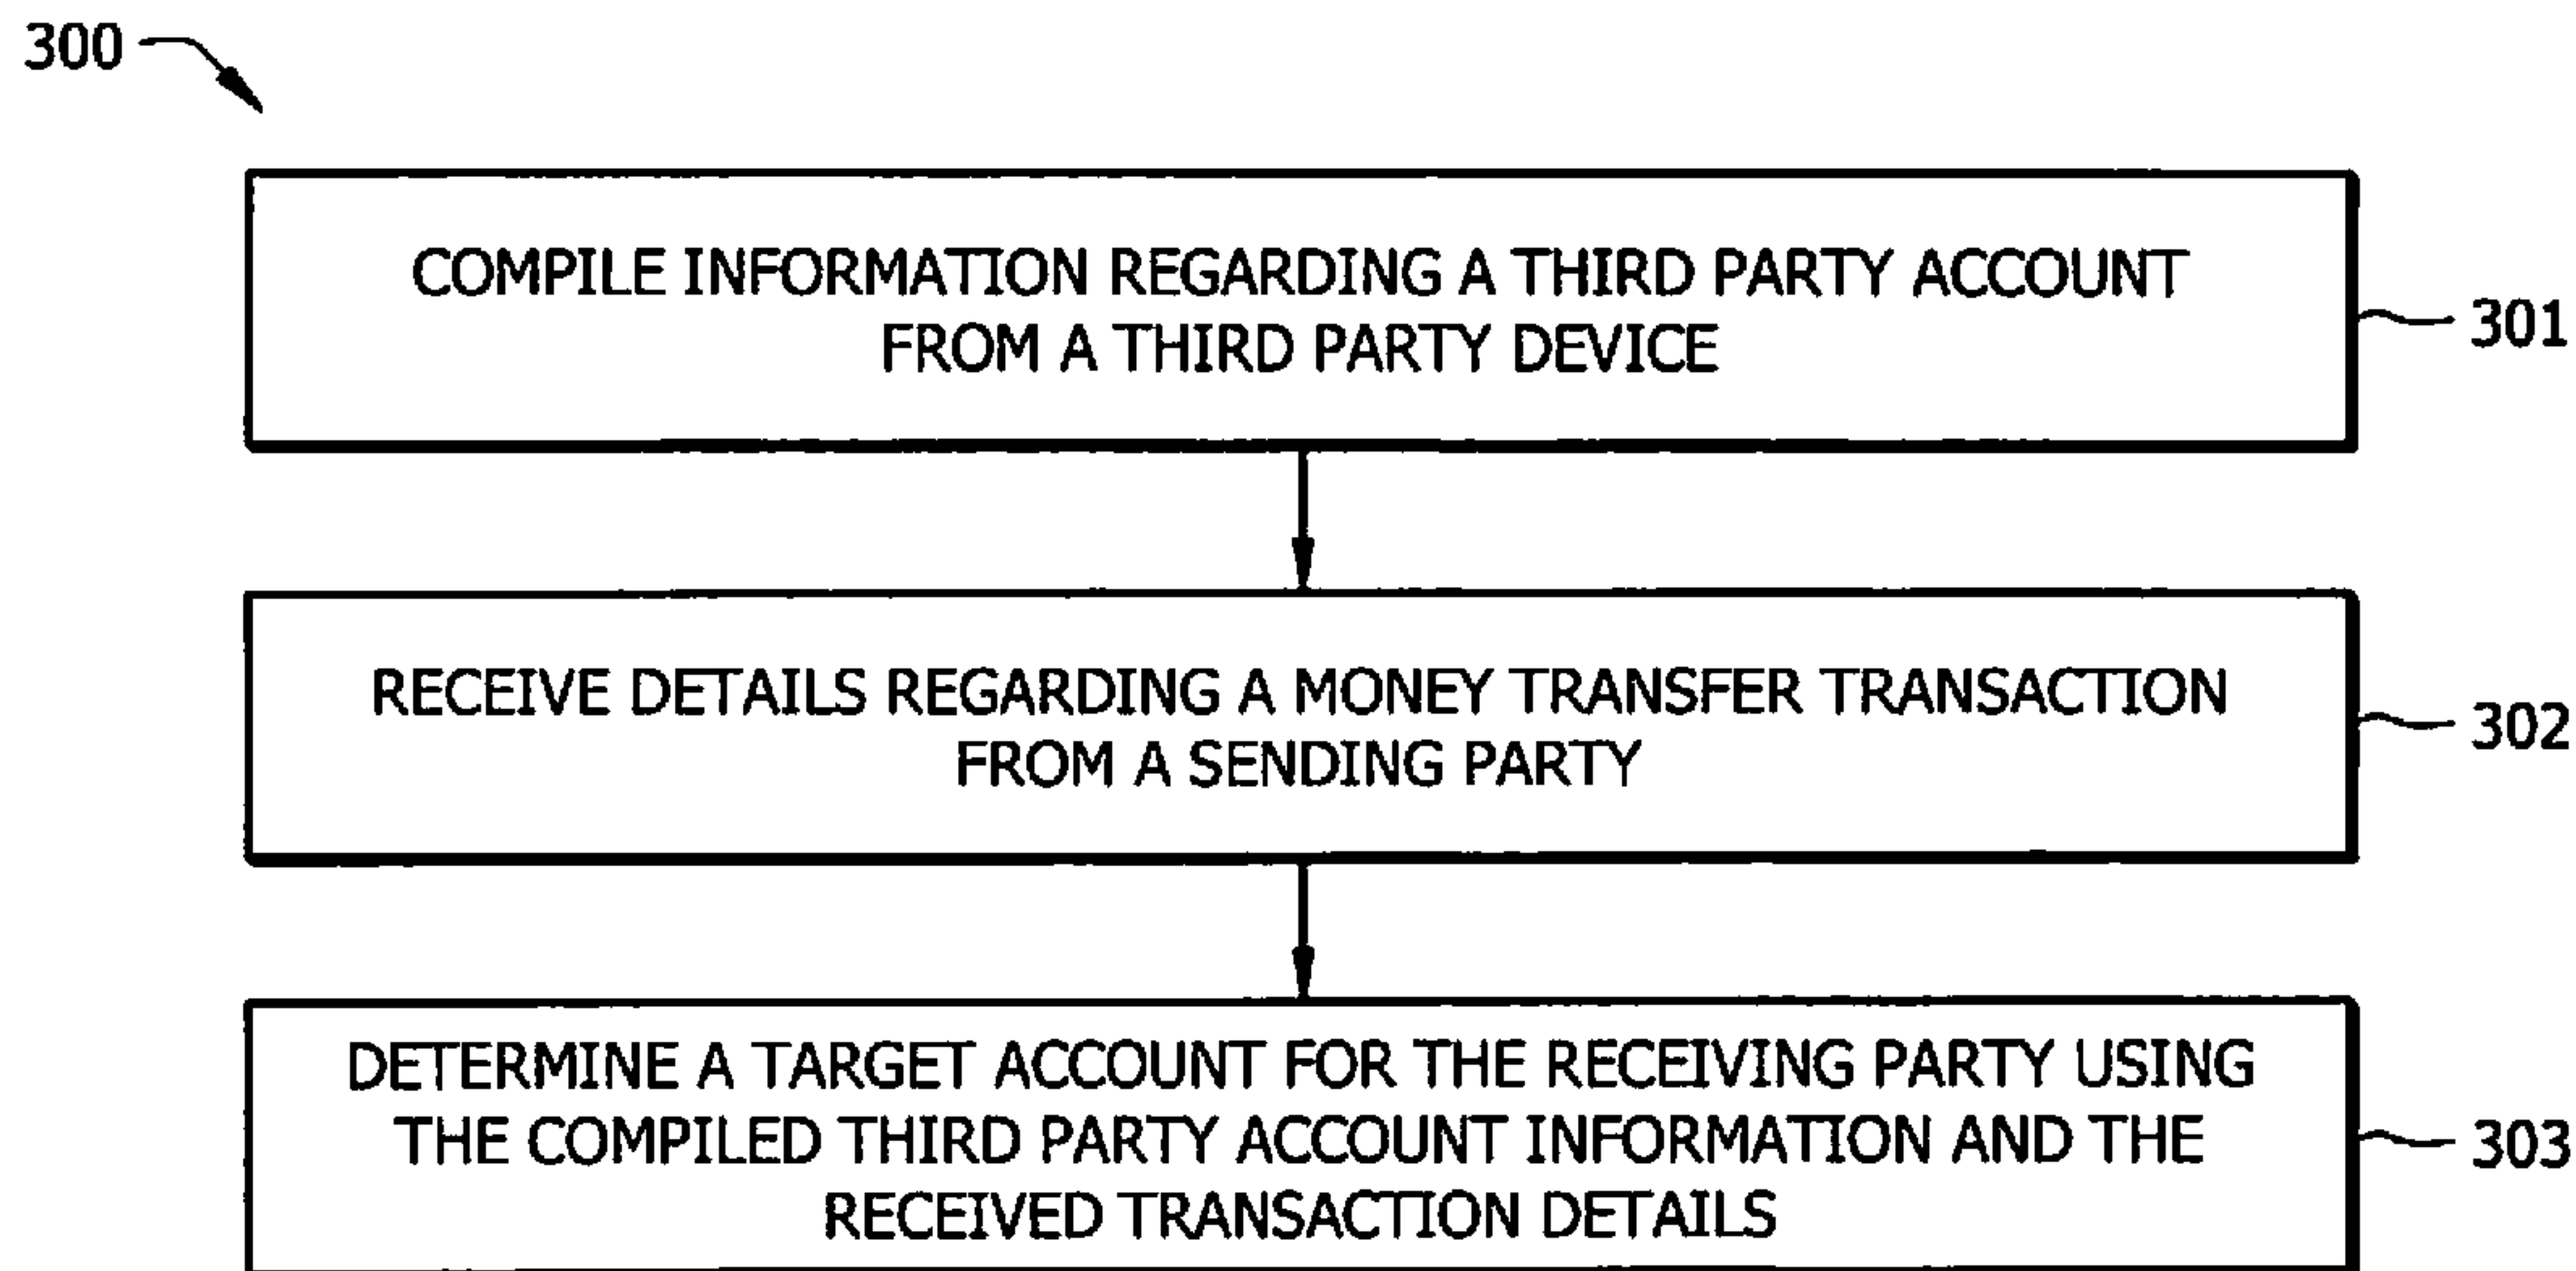 300
COMPILE INFORMATION REGARDING A THIRD PARTY ACCOUNT
FROM A THIRD PARTY DEVICE
301
RECEIVE DETAILS REGARDING A MONEY TRANSFER TRANSACTION
FROM A SENDING PARTY
302
DETERMINE A TARGET ACCOUNT FOR THE RECEIVING PARTY USING
THE COMPILED THIRD PARTY ACCOUNT INFORMATION AND THE
RECEIVED TRANSACTION DETAILS
303